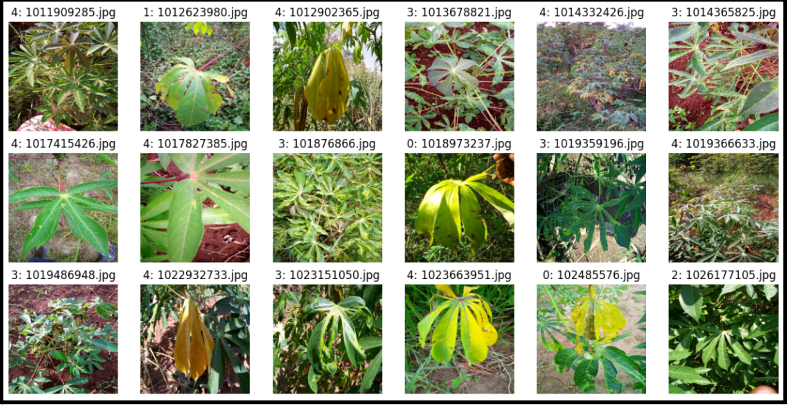 4: 1011909285.jpg 1: 1012623980.jpg 4: 1012902365.jpg 3: 1013678821.jpg 4: 1014332426.jpg 3: 1014365825.jpg
4: 1017415426.jpg 4: 1017827385.jpg 3: 101876866.jpg 0: 1018973237.jpg 3: 1019359196.jpg 4: 1019366633.jpg
3: 1019486948.jpg 4: 1022932733.jpg 3: 1023151050.jpg 4: 1023663951.jpg 0: 102485576.jpg 2: 1026177105.jpg